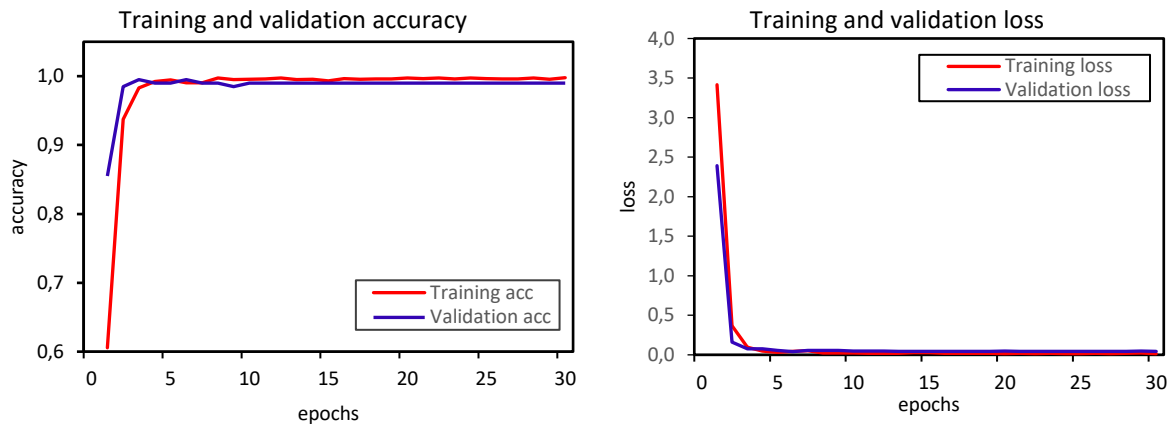 Training and validation accuracy
accuracy
1,0
0,9
0,8
0,7
0,6
Training acc
Validation acc
0 5 10 15 20 25 30
epochs
Training and validation loss
loss
4,0
3,5
3,0
2,5
2,0
1,5
1,0
0,5
0,0
Training loss
Validation loss
0 5 10 15 20 25 30
epochs